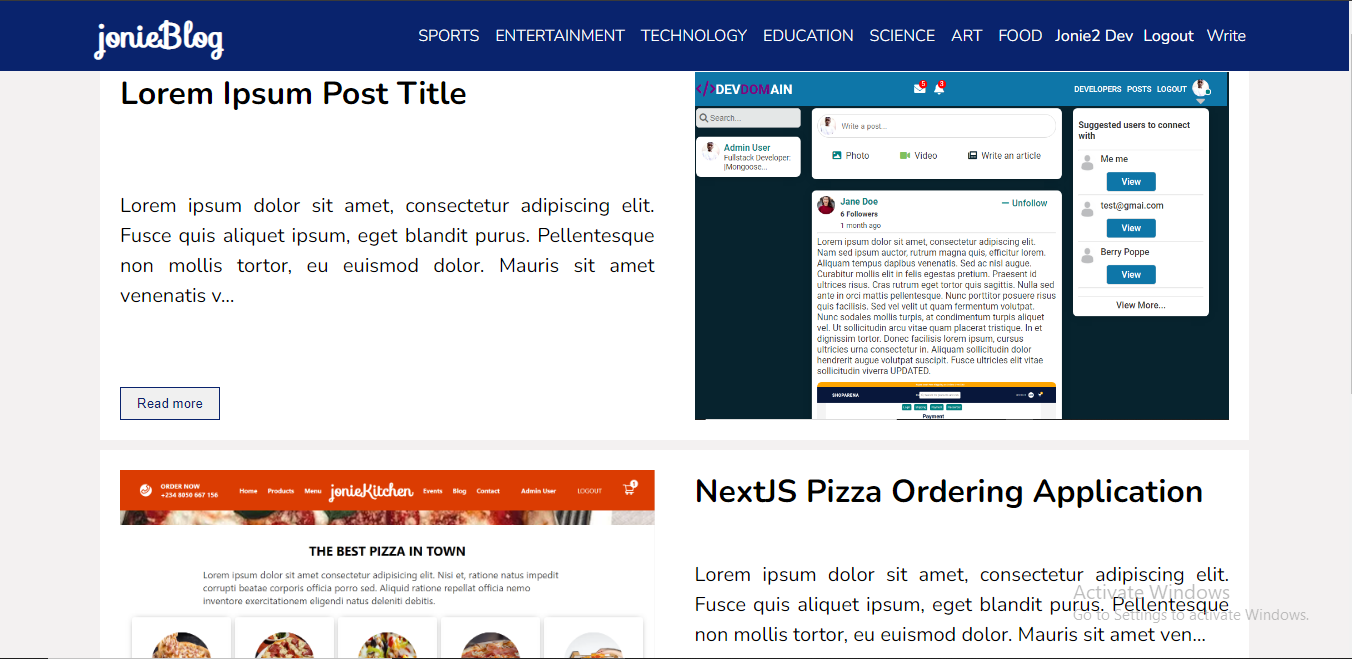 jonieBlog
SPORTS ENTERTAINMENT TECHNOLOGY EDUCATION SCIENCE ART FOOD Jonie2 Dev Logout Write
Lorem Ipsum Post Title
Lorem ipsum dolor sit amet, consectetur adipiscing elit.
Fusce quis aliquet ipsum, eget blandit purus. Pellentesque
non mollis tortor, eu euismod dolor. Mauris sit amet
venenatis v...
Read more
</>DEVDOMAIN
6 3
DEVELOPERS POSTS LOGOUT
Search...
Admin User
Fullstack Developer:
|Mongoose...
Write a post...
Photo Video Write an article
Jane Doe
6 Followers
1 month ago
Unfollow
Lorem ipsum dolor sit amet, consectetur adipiscing elit.
Nam sed ipsum auctor, rutrum magna quis, efficitur lorem.
Aliquam tempus dapibus venenatis. Sed ac nisi augue.
Curabitur mollis elit in felis egestas pretium. Praesent id
ultrices risus. Cras rutrum eget tortor quis sagittis. Nulla sed
ante in orci mattis pellentesque. Nunc porttitor posuere risus
quis facilisis. Sed vel velit ut quam fermentum volutpat.
Nunc sodales mollis turpis, at condimentum turpis aliquet
vel. Ut sollicitudin arcu vitae quam placerat tristique. In et
dignissim tortor. Donec facilisis lorem ipsum, cursus
ultricies urna consectetur in. Aliquam sollicitudin dolor
hendrerit augue volutpat suscipit. Fusce ultricies elit vitae
sollicitudin viverra UPDATED.
SHOPARENA
Payment
Suggested users to connect
with
Me me
View
test@gmai.com
View
Berry Poppe
View
View More...
ORDER NOW
+234 8050 667 156
Home Products Menu jonieKitchen Events Blog Contact Admin User LOGOUT 1
THE BEST PIZZA IN TOWN
Lorem ipsum dolor sit amet consectetur adipisicing elit. Nisi et, ratione natus impedit
corrupti beatae corporis officia porro sed. Aliquid ratione repellat officia nemo
inventore exercitationem eligendi natus deleniti debitis.
NextJS Pizza Ordering Application
Lorem ipsum dolor sit amet, consectetur adipiscing elit.
Fusce quis aliquet ipsum, eget blandit purus. Pellentesque
non mollis tortor, eu euismod dolor. Mauris sit amet ven...
Activate Windows
Go to Settings to activate Windows.